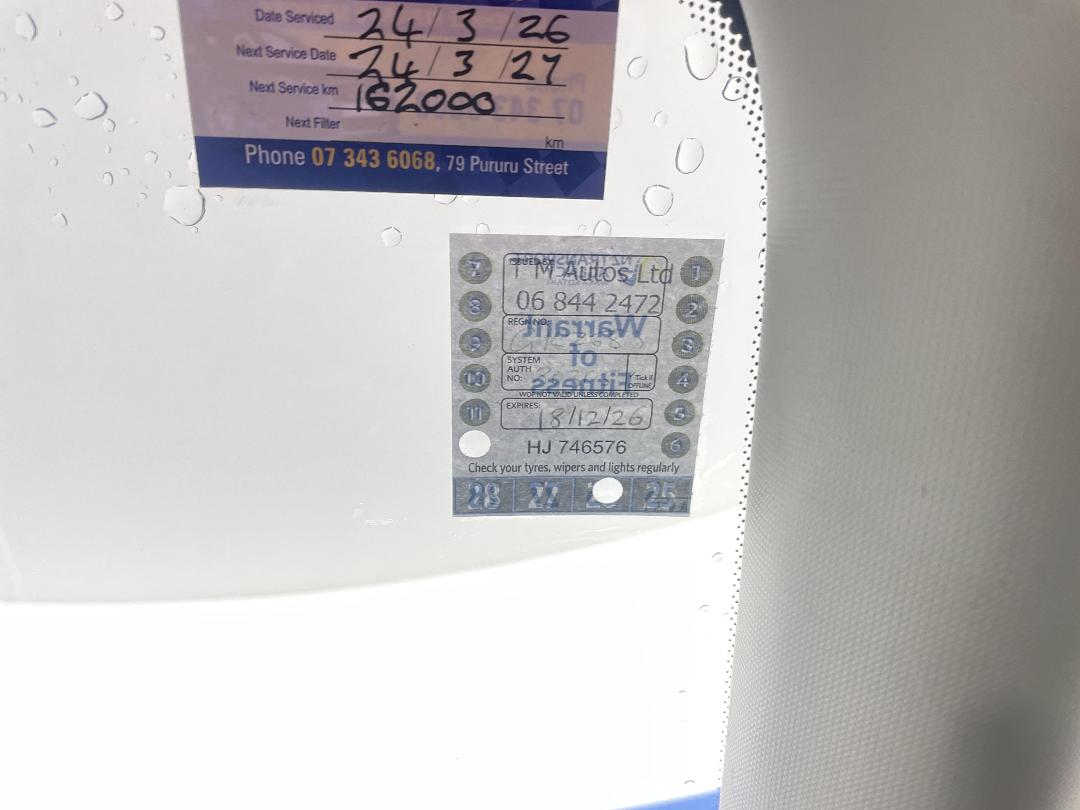 Date Serviced 24/3/26
Next Service Date 24/3/27
Next Service km 162000
Next Filter km
Phone 07 343 6068, 79 Pururu Street
ISSUED BY:
T M Autos Ltd
06 844 2472
REGN NO:
Warrant
of
Fitness
SYSTEM
AUTH
NO:
Tick if
OFFLINE
WOF NOT VALID UNLESS COMPLETED
EXPIRES: 18/12/26
HJ 746576
Check your tyres, wipers and lights regularly
7 1
8 2
9 3
10 4
11 5
6
28 27 25